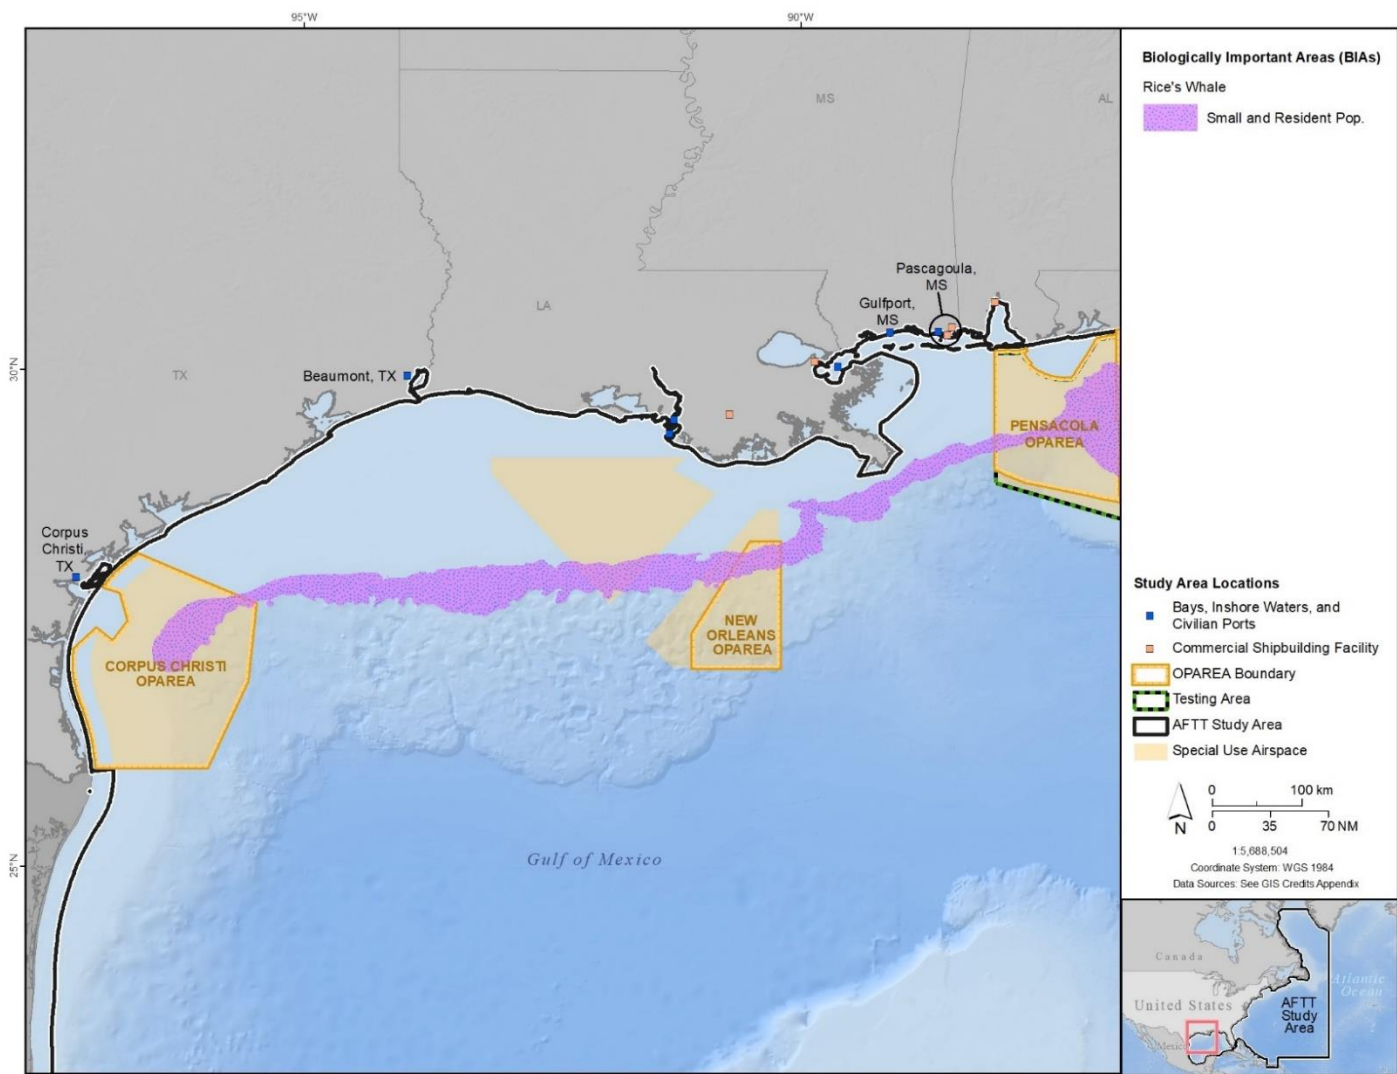 95°W
90°W
MS
AL
Pascagoula,
MS
Gulfport,
MS
LA
30°N
TX
Beaumont, TX
PENSACOLA
OPAREA
Corpus
Christi,
TX
NEW
ORLEANS
OPAREA
CORPUS CHRISTI
OPAREA
25°N
Gulf of Mexico
Biologically Important Areas (BIAs)
Rice's Whale
Small and Resident Pop.
Study Area Locations
Bays, Inshore Waters, and
Civilian Ports
Commercial Shipbuilding Facility
OPAREA Boundary
Testing Area
AFTT Study Area
Special Use Airspace
N
0 100 km
0 35 70 NM
1:5,688,504
Coordinate System: WGS 1984
Data Sources: See GIS Credits Appendix
Canada
United States
Mexico
Atlantic
Ocean
AFTT
Study
Area